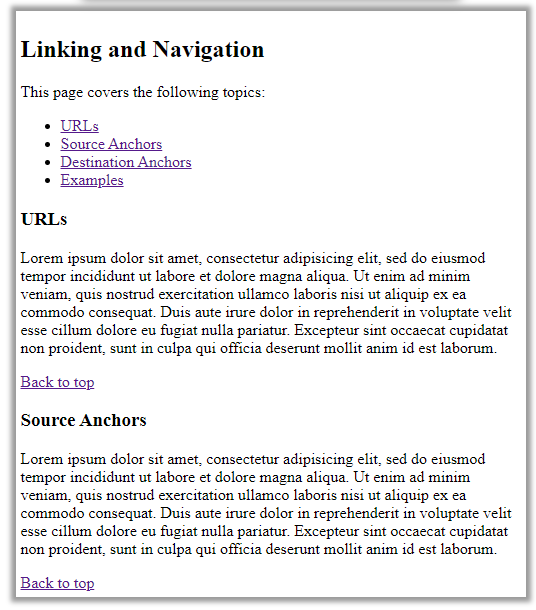 Linking and Navigation
This page covers the following topics:
URLs
Source Anchors
Destination Anchors
Examples
URLs
Lorem ipsum dolor sit amet, consectetur adipisicing elit, sed do eiusmod
tempor incididunt ut labore et dolore magna aliqua. Ut enim ad minim
veniam, quis nostrud exercitation ullamco laboris nisi ut aliquip ex ea
commodo consequat. Duis aute irure dolor in reprehenderit in voluptate velit
esse cillum dolore eu fugiat nulla pariatur. Excepteur sint occaecat cupidatat
non proident, sunt in culpa qui officia deserunt mollit anim id est laborum.
Back to top
Source Anchors
Lorem ipsum dolor sit amet, consectetur adipisicing elit, sed do eiusmod
tempor incididunt ut labore et dolore magna aliqua. Ut enim ad minim
veniam, quis nostrud exercitation ullamco laboris nisi ut aliquip ex ea
commodo consequat. Duis aute irure dolor in reprehenderit in voluptate velit
esse cillum dolore eu fugiat nulla pariatur. Excepteur sint occaecat cupidatat
non proident, sunt in culpa qui officia deserunt mollit anim id est laborum.
Back to top